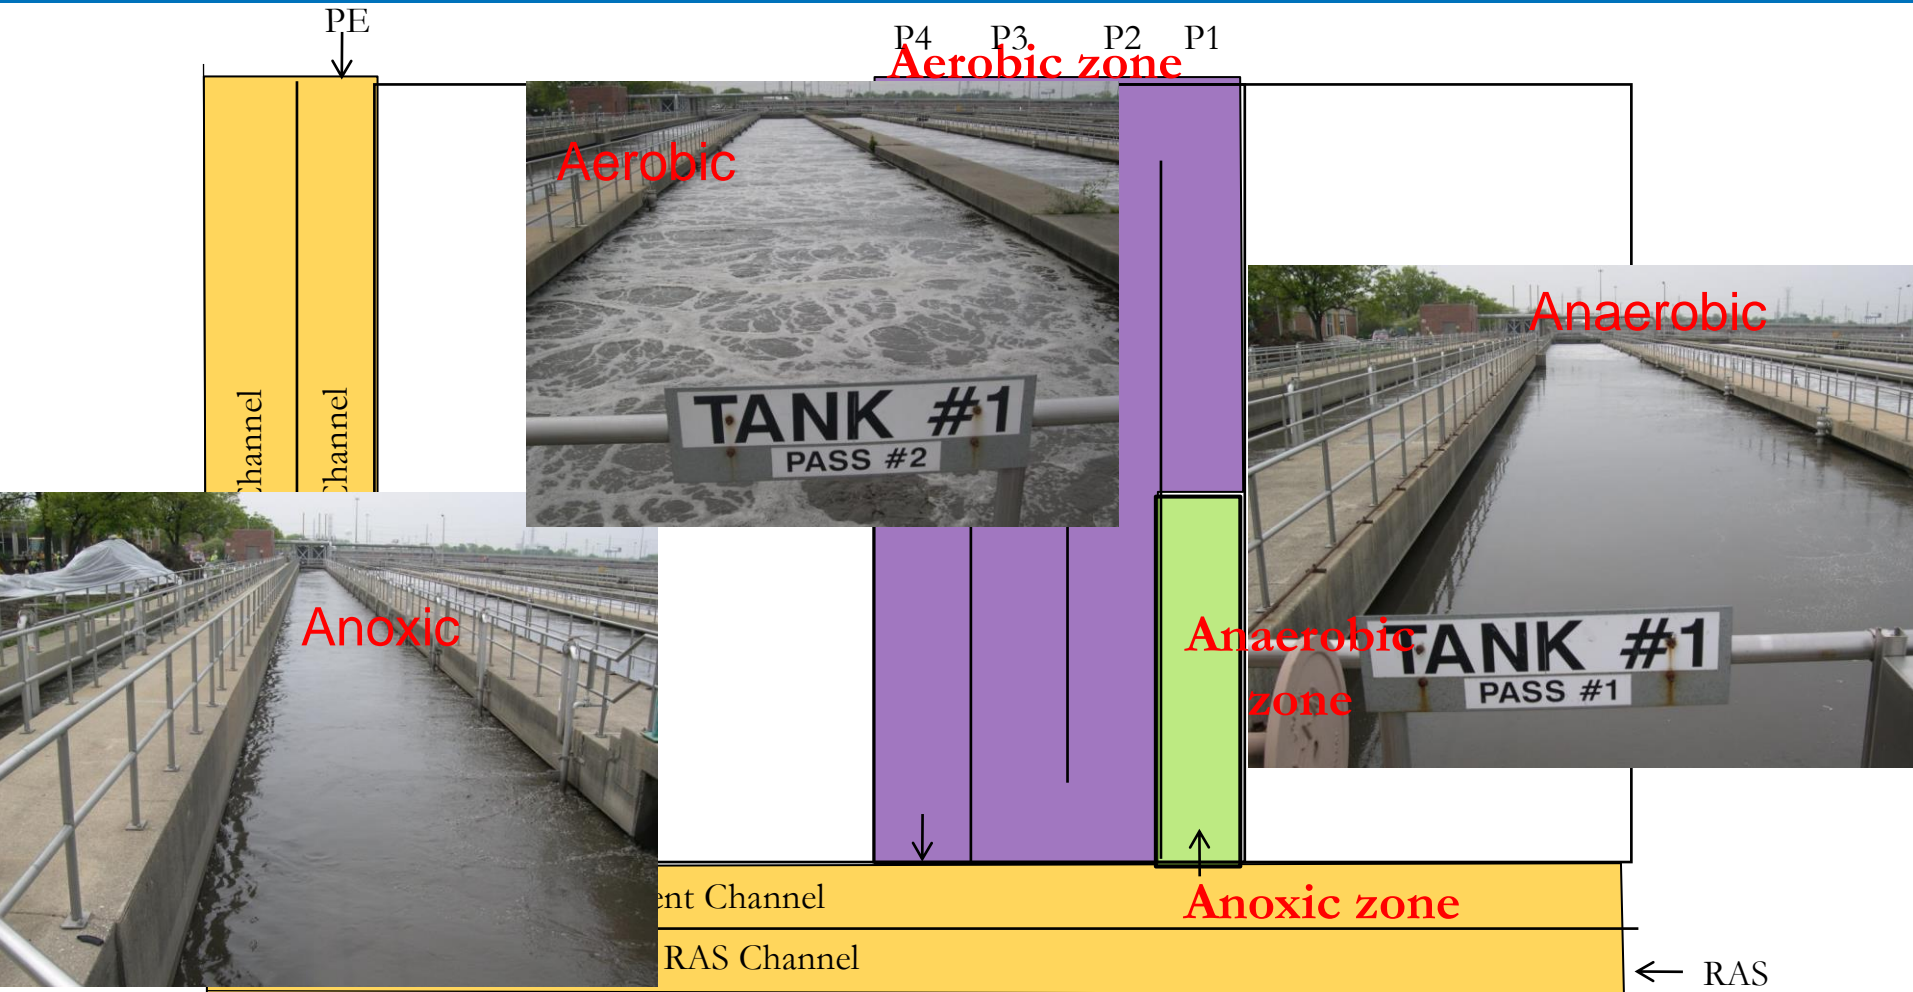 PE
P4 P3 P2 P1
Aerobic zone
Aerobic
TANK #1
PASS #2
Anaerobic
TANK #1
PASS #1
Channel
Channel
Anoxic
Anaerobic
zone
Anoxic zone
ent Channel
RAS Channel
RAS